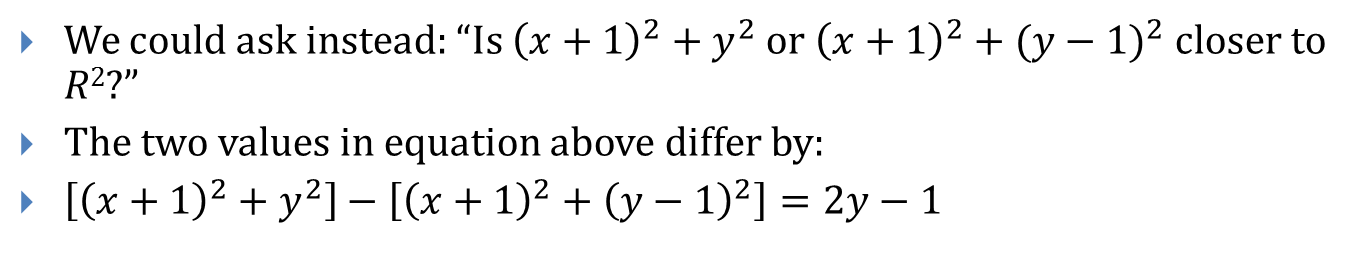 We could ask instead: “Is (𝑥 + 1)² + 𝑦² or (𝑥 + 1)² + (𝑦 − 1)² closer to
𝑅²?”
The two values in equation above differ by:
[(𝑥 + 1)² + 𝑦²] − [(𝑥 + 1)² + (𝑦 − 1)²] = 2𝑦 − 1